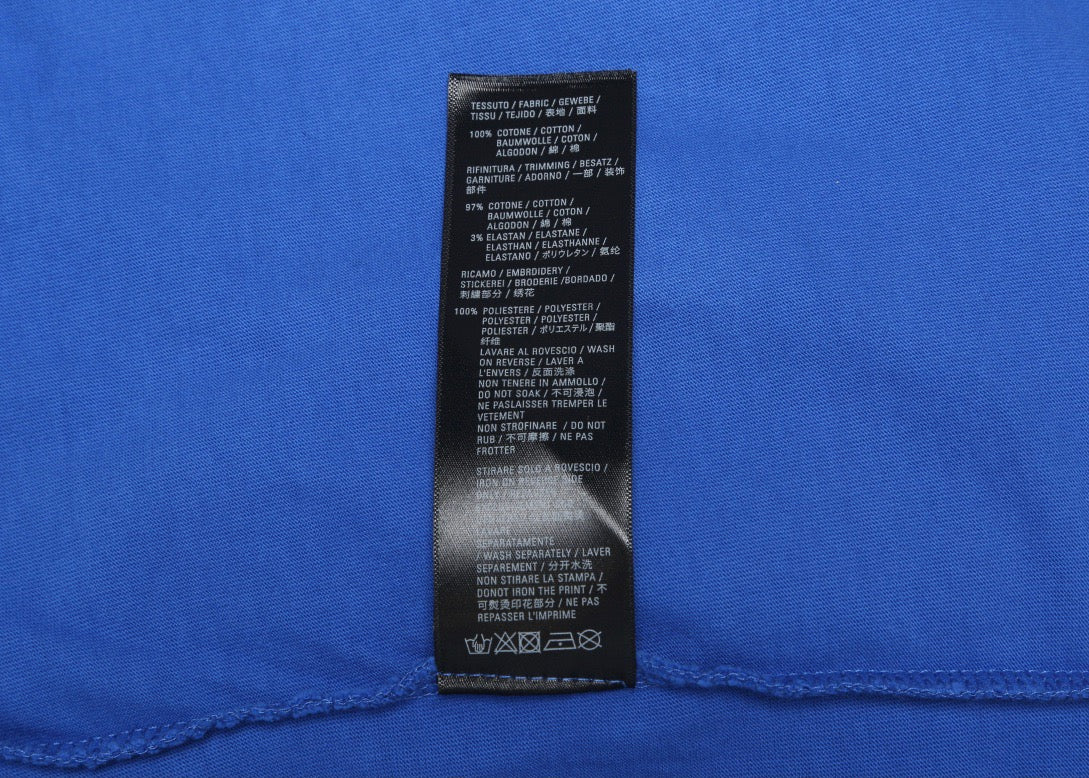 TESSUTO / FABRIC / GEWEBE /
TISSU / TEJIDO / 表地 / 面料
100% COTONE / COTTON /
BAUMWOLLE / COTON /
ALGODON / 綿 / 棉
RIFINITURA / TRIMMING / BESATZ /
GARNITURE / ADORNO / 一部 / 装饰
部件
97% COTONE / COTTON /
BAUMWOLLE / COTON /
ALGODON / 綿 / 棉
3% ELASTAN / ELASTANE /
ELASTHAN / ELASTHANNE /
ELASTANO / ポリウレタン / 氨纶
RICAMO / EMBRDIDERY /
STICKEREI / BRODERIE /BORDADO /
刺繍部分 / 绣花
100% POLIESTERE / POLYESTER /
POLYESTER / POLYESTER /
POLIESTER / ポリエステル / 聚酯
纤维
LAVARE AL ROVESCIO / WASH
ON REVERSE / LAVER A
L'ENVERS / 反面洗涤
NON TENERE IN AMMOLLO /
DO NOT SOAK / 不可浸泡 /
NE PASLAISSER TREMPER LE
VETEMENT
NON STROFINARE / DO NOT
RUB / 不可摩擦 / NE PAS
FROTTER
STIRARE SOLO A ROVESCIO /
IRON ON REVERSE SIDE
ONLY /
SEPARATAMENTE
/ WASH SEPARATELY / LAVER
SEPAREMENT / 分开水洗
NON STIRARE LA STAMPA /
DONOT IRON THE PRINT / 不
可熨烫印花部分 / NE PAS
REPASSER L'IMPRIME